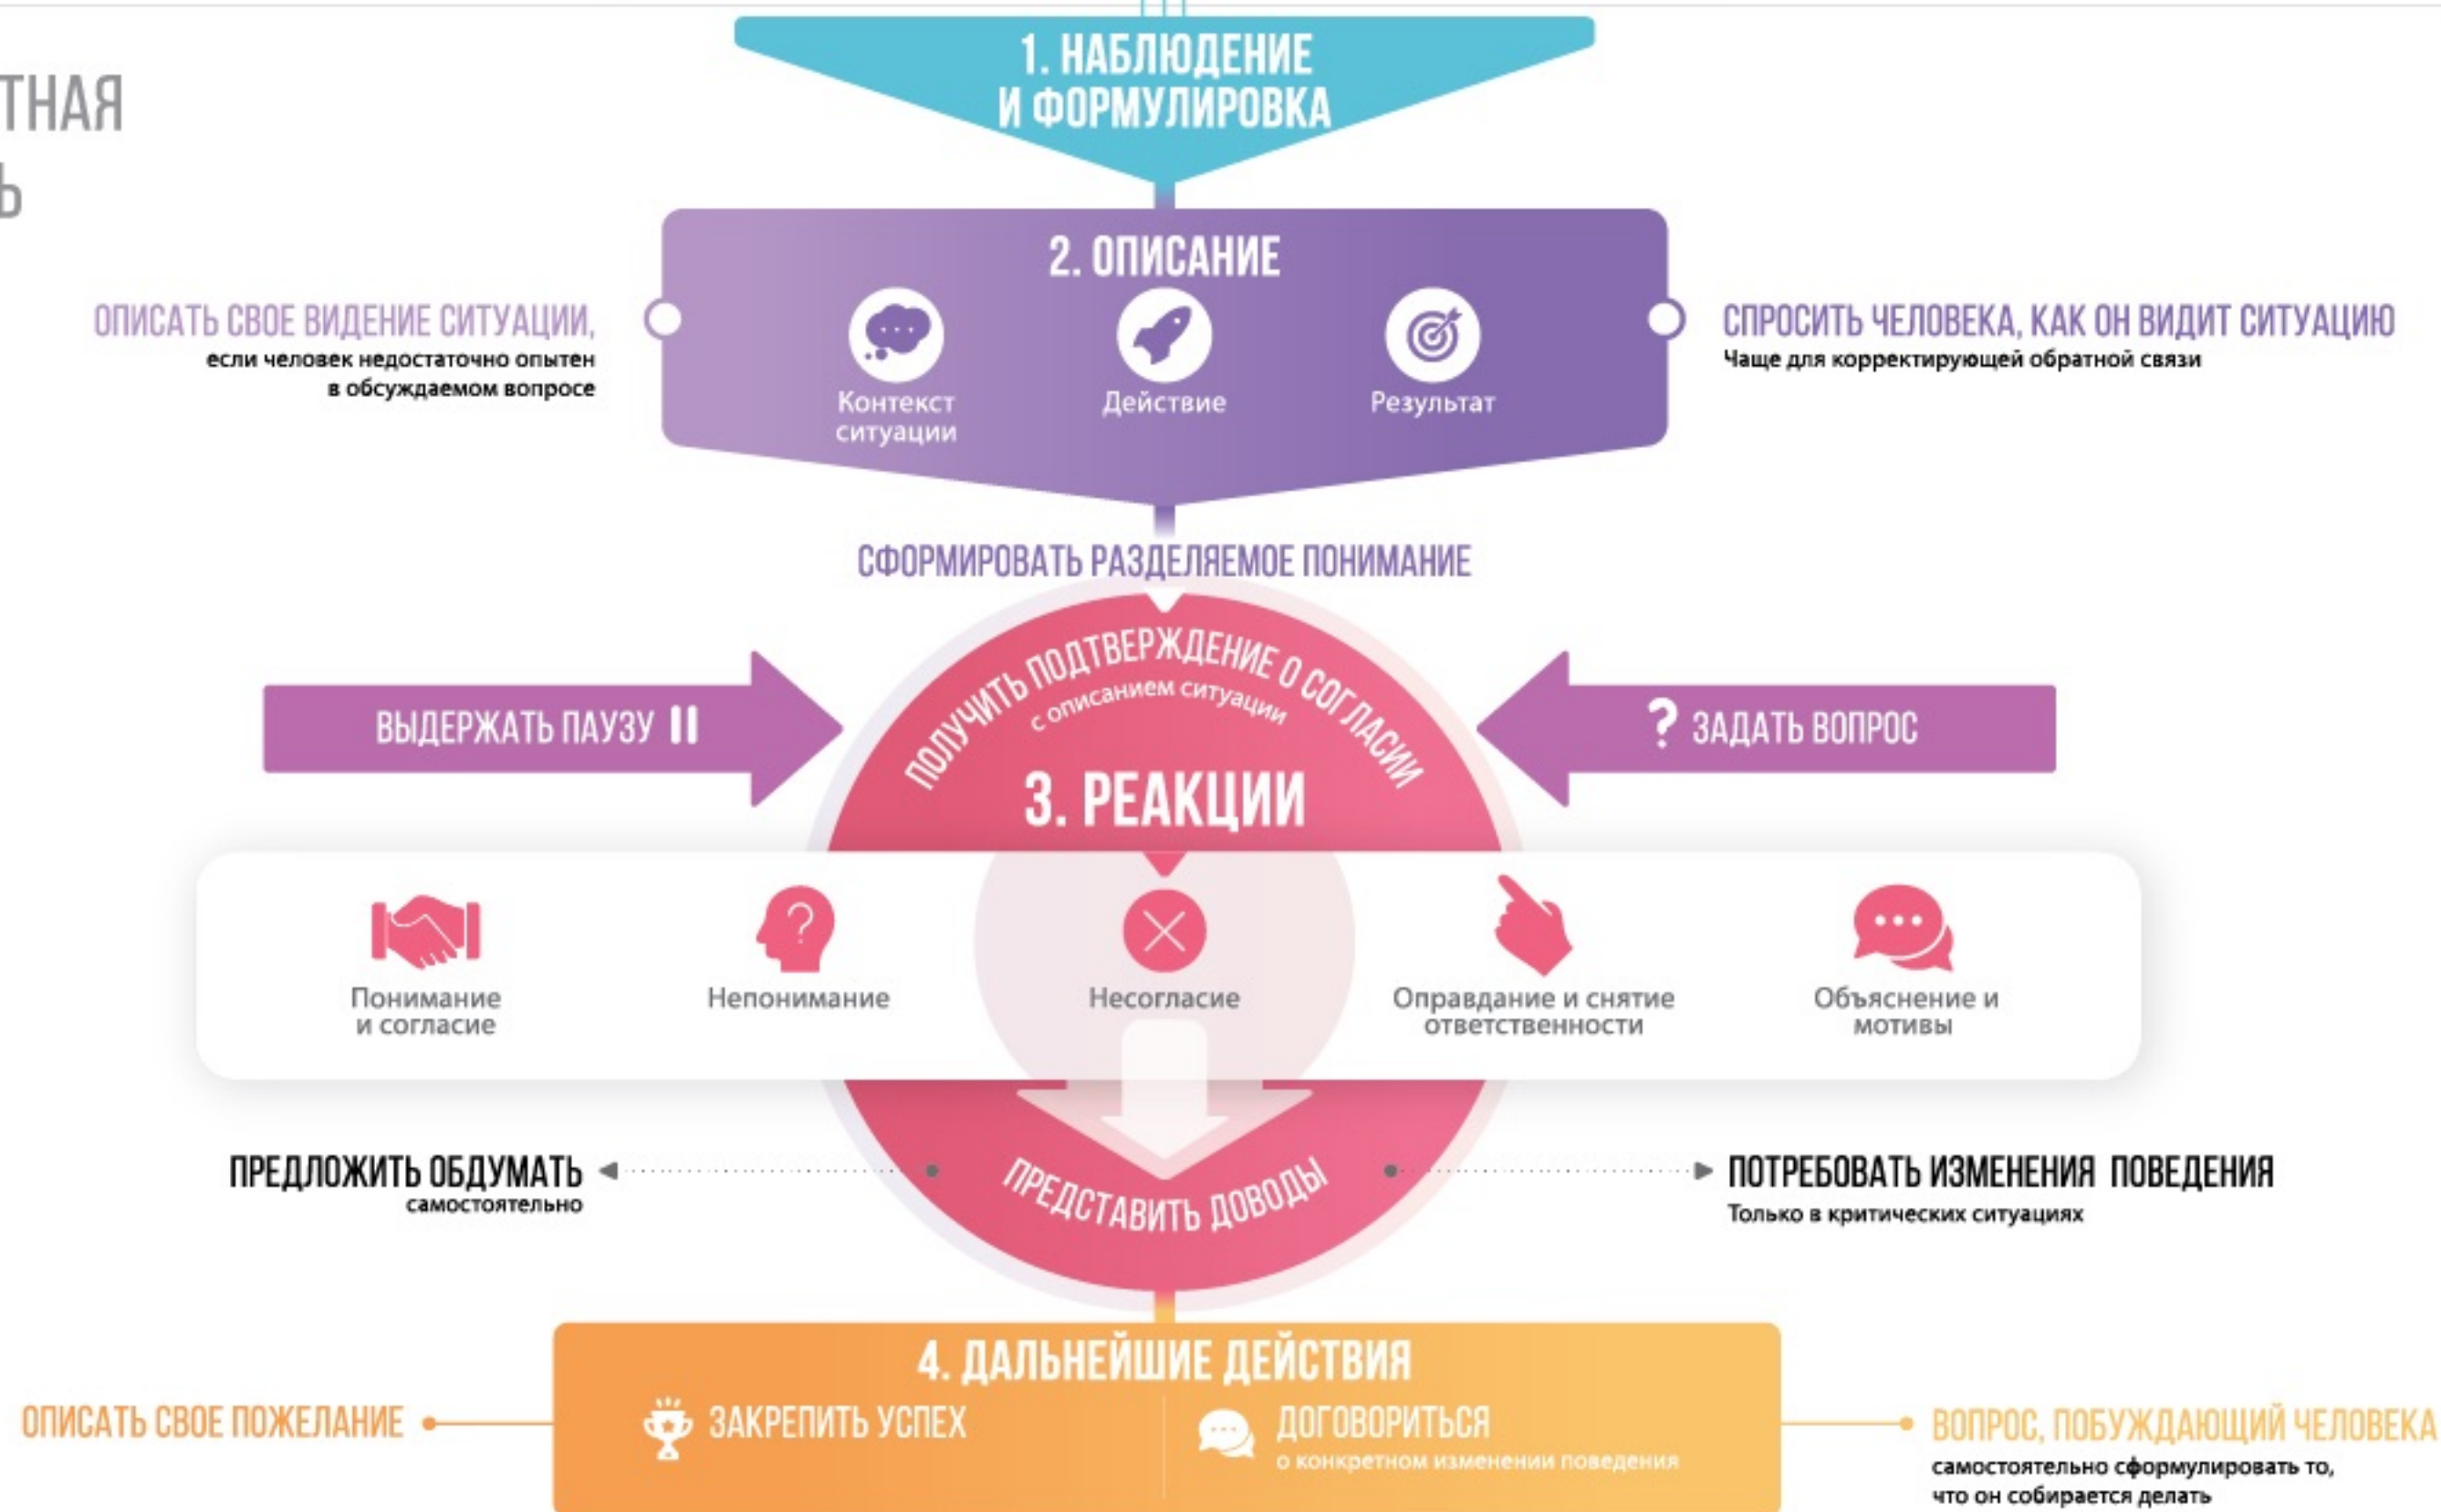 ТНАЯ
Ь
1. НАБЛЮДЕНИЕ
И ФОРМУЛИРОВКА
2. ОПИСАНИЕ
ОПИСАТЬ СВОЕ ВИДЕНИЕ СИТУАЦИИ,
если человек недостаточно опытен
в обсуждаемом вопросе
Контекст
ситуации
Действие
Результат
СПРОСИТЬ ЧЕЛОВЕКА, КАК ОН ВИДИТ СИТУАЦИЮ
Чаще для корректирующей обратной связи
СФОРМИРОВАТЬ РАЗДЕЛЯЕМОЕ ПОНИМАНИЕ
ВЫДЕРЖАТЬ ПАУЗУ
ПОЛУЧИТЬ ПОДТВЕРЖДЕНИЕ О СОГЛАСИИ
с описанием ситуации
? ЗАДАТЬ ВОПРОС
3. РЕАКЦИИ
?
Понимание
и согласие
Непонимание
Несогласие
Оправдание и снятие
ответственности
Объяснение и
мотивы
ПРЕДЛОЖИТЬ ОБДУМАТЬ
самостоятельно
ПРЕДСТАВИТЬ ДОВОДЫ
ПОТРЕБОВАТЬ ИЗМЕНЕНИЯ ПОВЕДЕНИЯ
Только в критических ситуациях
4. ДАЛЬНЕЙШИЕ ДЕЙСТВИЯ
ОПИСАТЬ СВОЕ ПОЖЕЛАНИЕ
ЗАКРЕПИТЬ УСПЕХ
ДОГОВОРИТЬСЯ
о конкретном изменении поведения
ВОПРОС, ПОБУЖДАЮЩИЙ ЧЕЛОВЕКА
самостоятельно сформулировать то,
что он собирается делать